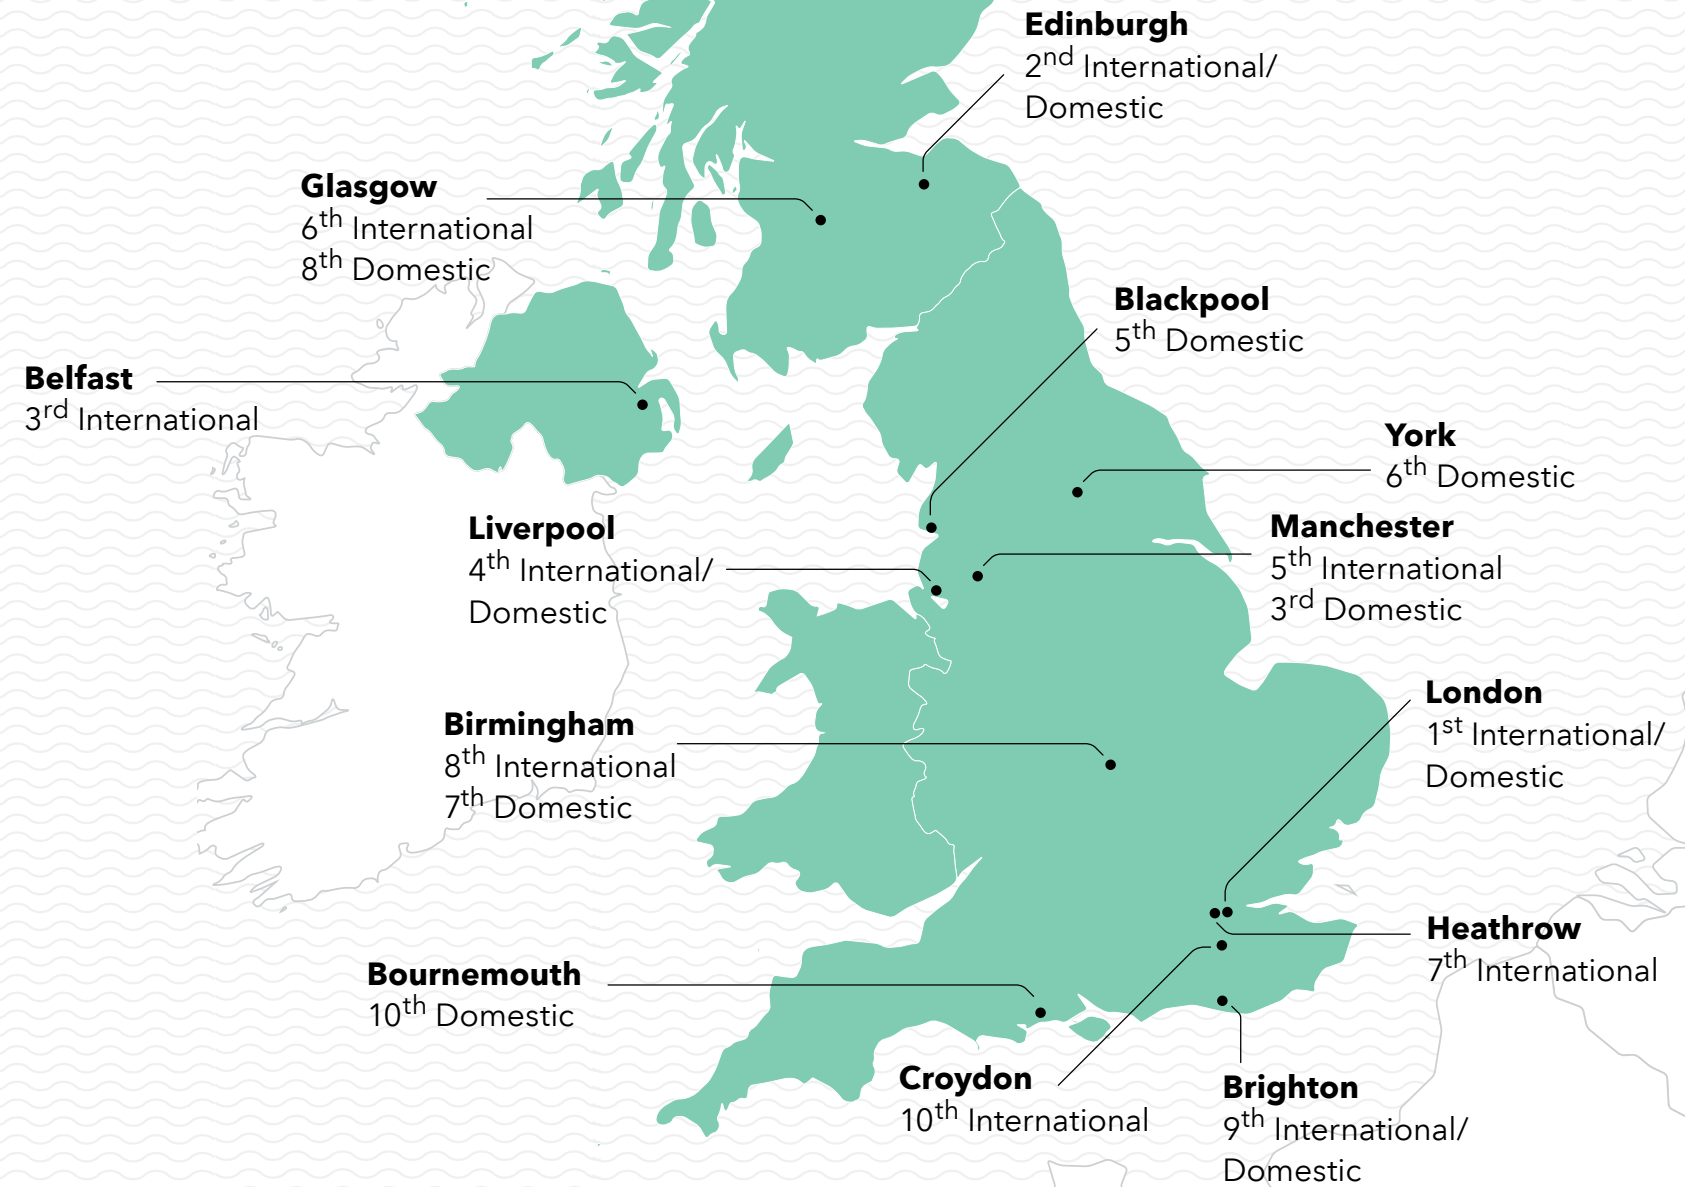 Edinburgh
2nd International/
Domestic
Glasgow
6th International
8th Domestic
Blackpool
5th Domestic
Belfast
3rd International
York
6th Domestic
Liverpool
4th International/
Domestic
Manchester
5th International
3rd Domestic
London
1st International/
Domestic
Birmingham
8th International
7th Domestic
Heathrow
7th International
Bournemouth
10th Domestic
Croydon
10th International
Brighton
9th International/
Domestic